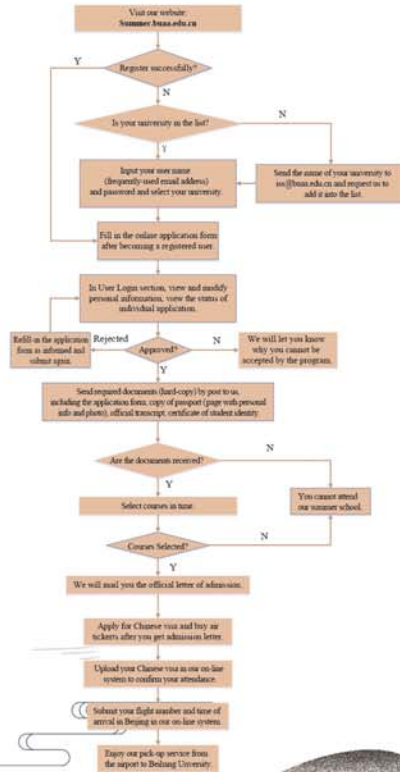 Visit our website:
Summer.buaa.edu.cn
Y
Register successfully?
N
Is your university in the list?
N
Y
Input your user name
(frequently-used email address)
and password and select your university.
Send the name of your university to
iss@buaa.edu.cn and request us to
add it into the list.
Fill in the online application form
after becoming a registered user.
In User Login section, view and modify
personal information, view the status of
individual application.
Refill-in the application
form as informed and
submit again.
Rejected
Approved?
N
We will let you know
why you cannot be
accepted by the program.
Y
Send required documents (hard-copy) by post to us,
including the application form, copy of passport (page with personal
info and photo), official transcript, certificate of student identity.
N
Are the documents received?
Y
You cannot attend
our summer school.
Select courses in time
N
Courses Selected?
Y
We will mail you the official letter of admission.
Apply for Chinese visa and buy air
tickets after you get admission letter.
Upload your Chinese visa in our on-line
system to confirm your attendance.
Submit your flight number and time of
arrival in Beijing in our on-line system
Enjoy our pick-up service from
the airport to Beihang University.